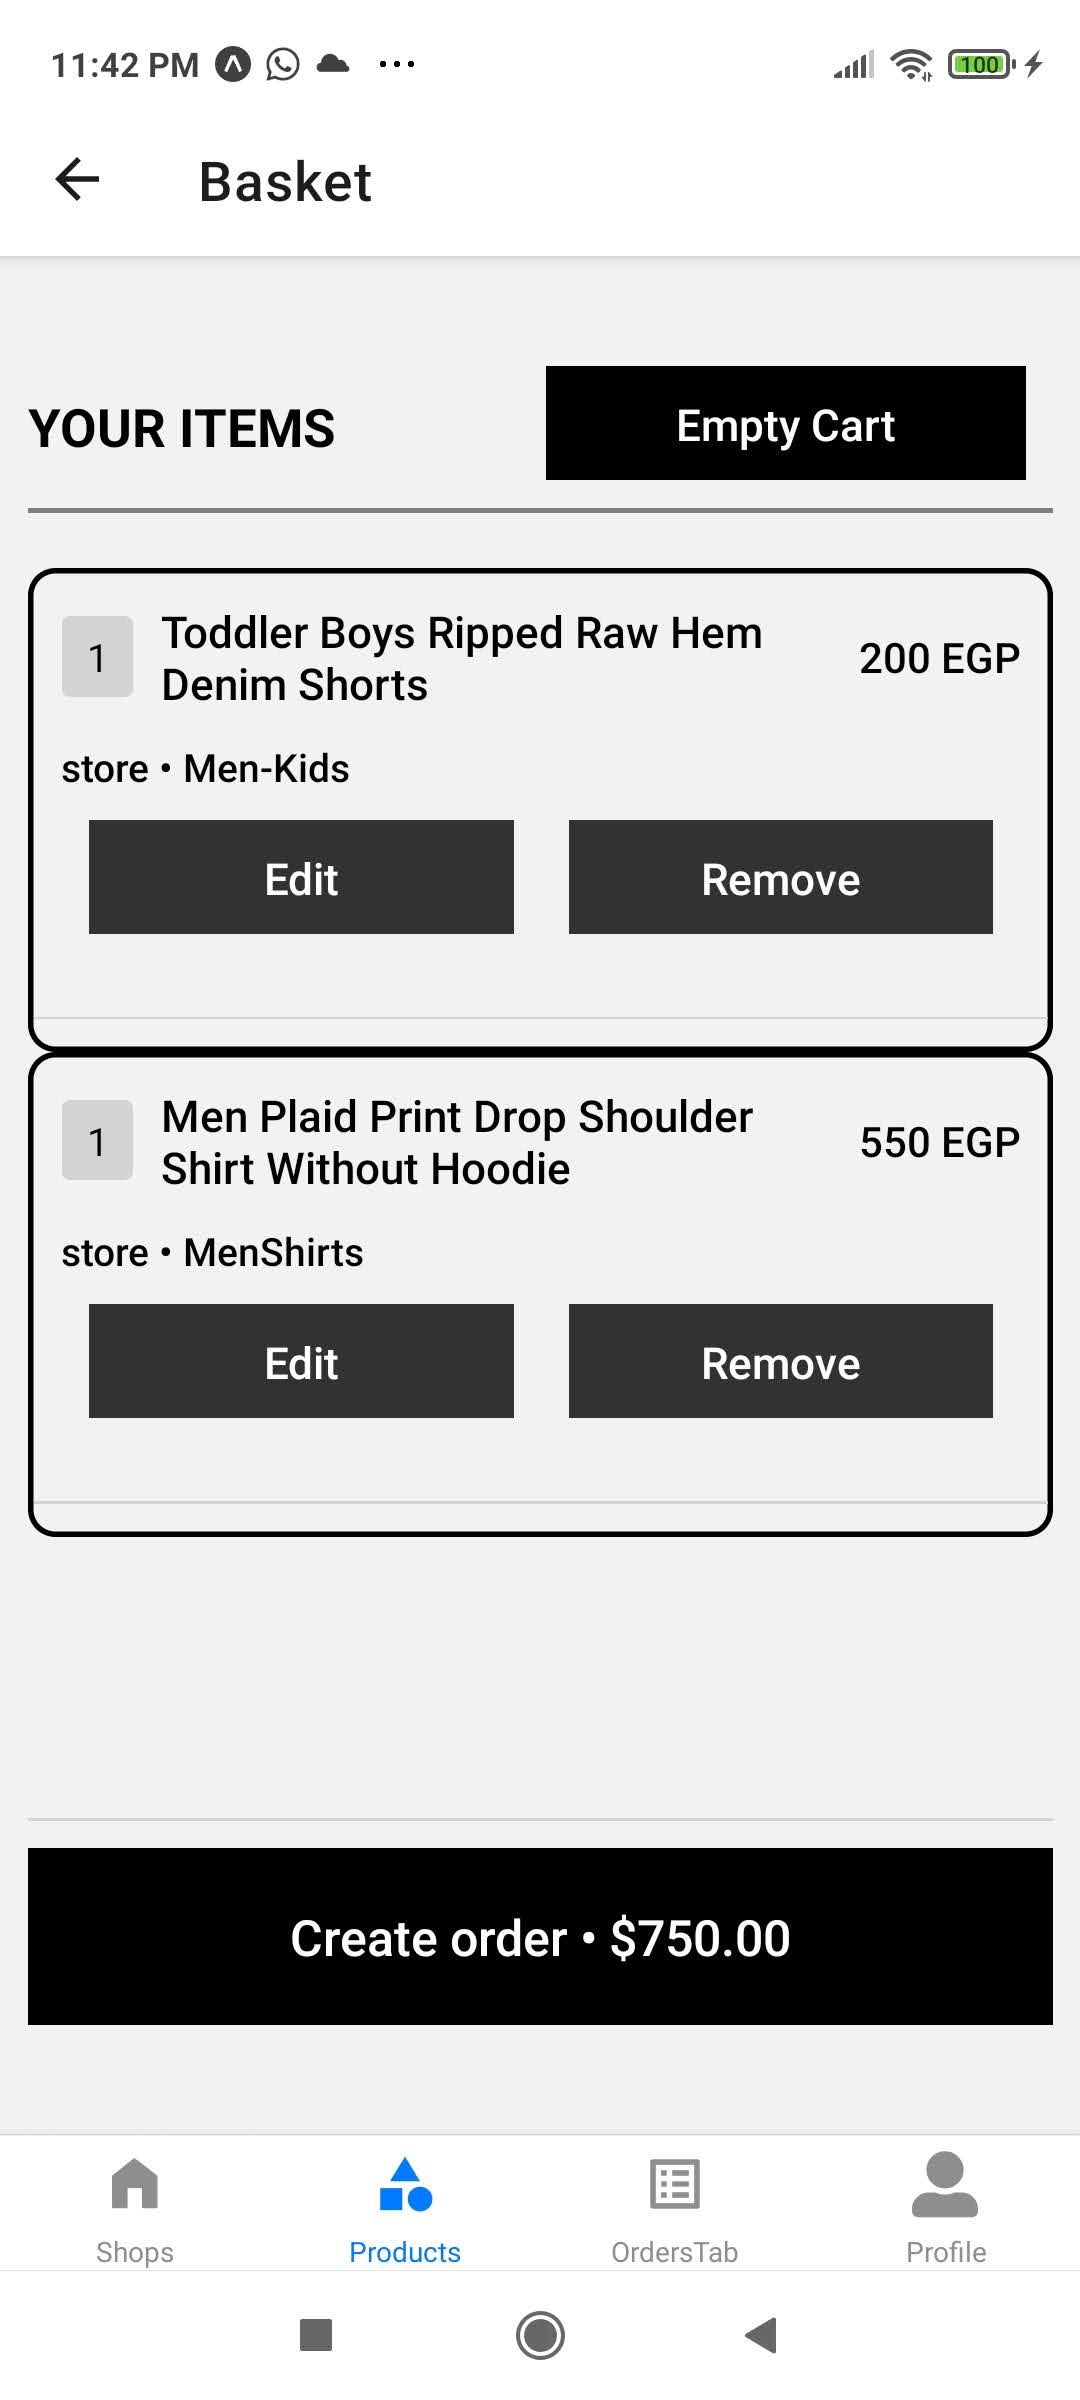 11:42 PM
100
Basket
YOUR ITEMS
Empty Cart
1
Toddler Boys Ripped Raw Hem
Denim Shorts
200 EGP
store • Men-Kids
Edit
Remove
1
Men Plaid Print Drop Shoulder
Shirt Without Hoodie
550 EGP
store • MenShirts
Edit
Remove
Create order • $750.00
Shops
Products
OrdersTab
Profile